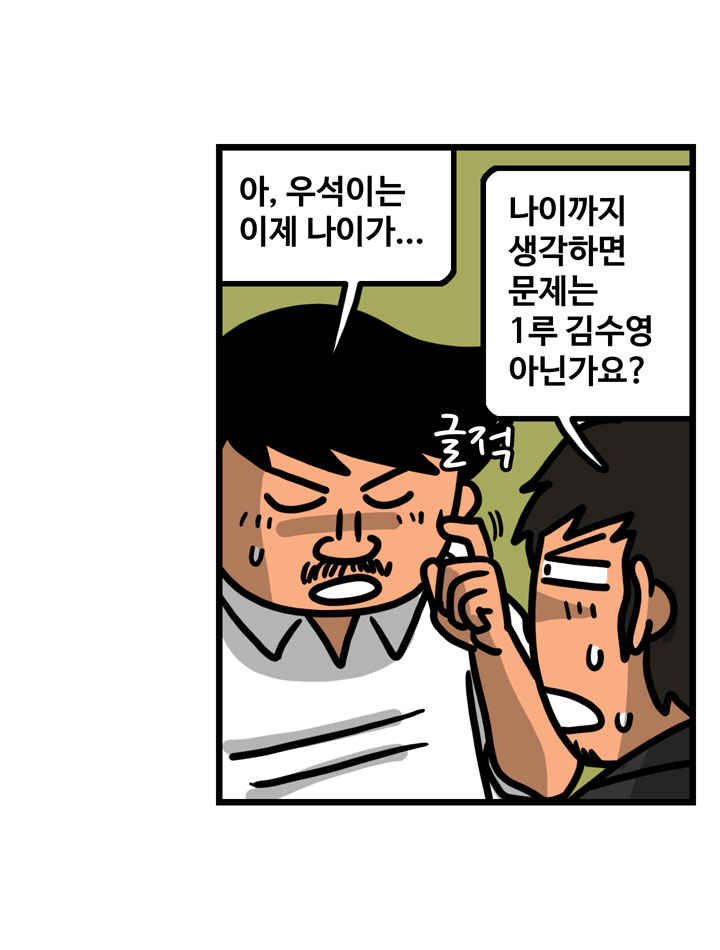 아, 우석이는
이제 나이가...
나이까지
생각하면
문제는
1루 김수영
아닌가요?
글적